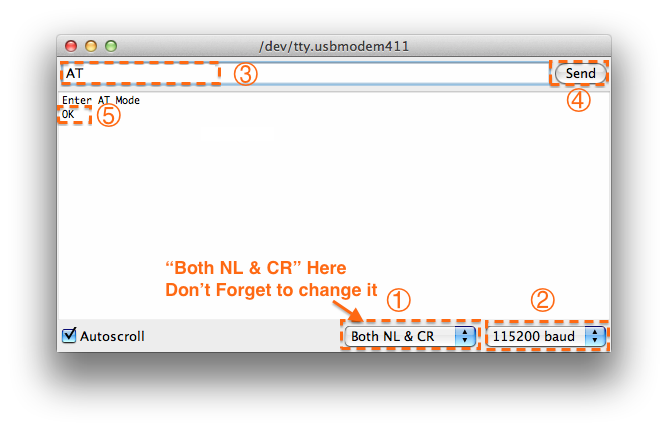 /dev/tty.usbmodem411
AT
③
Send
④
Enter AT Mode
OK
⑤
“Both NL & CR” Here
Don’t Forget to change it
①
②
Autoscroll
Both NL & CR
115200 baud